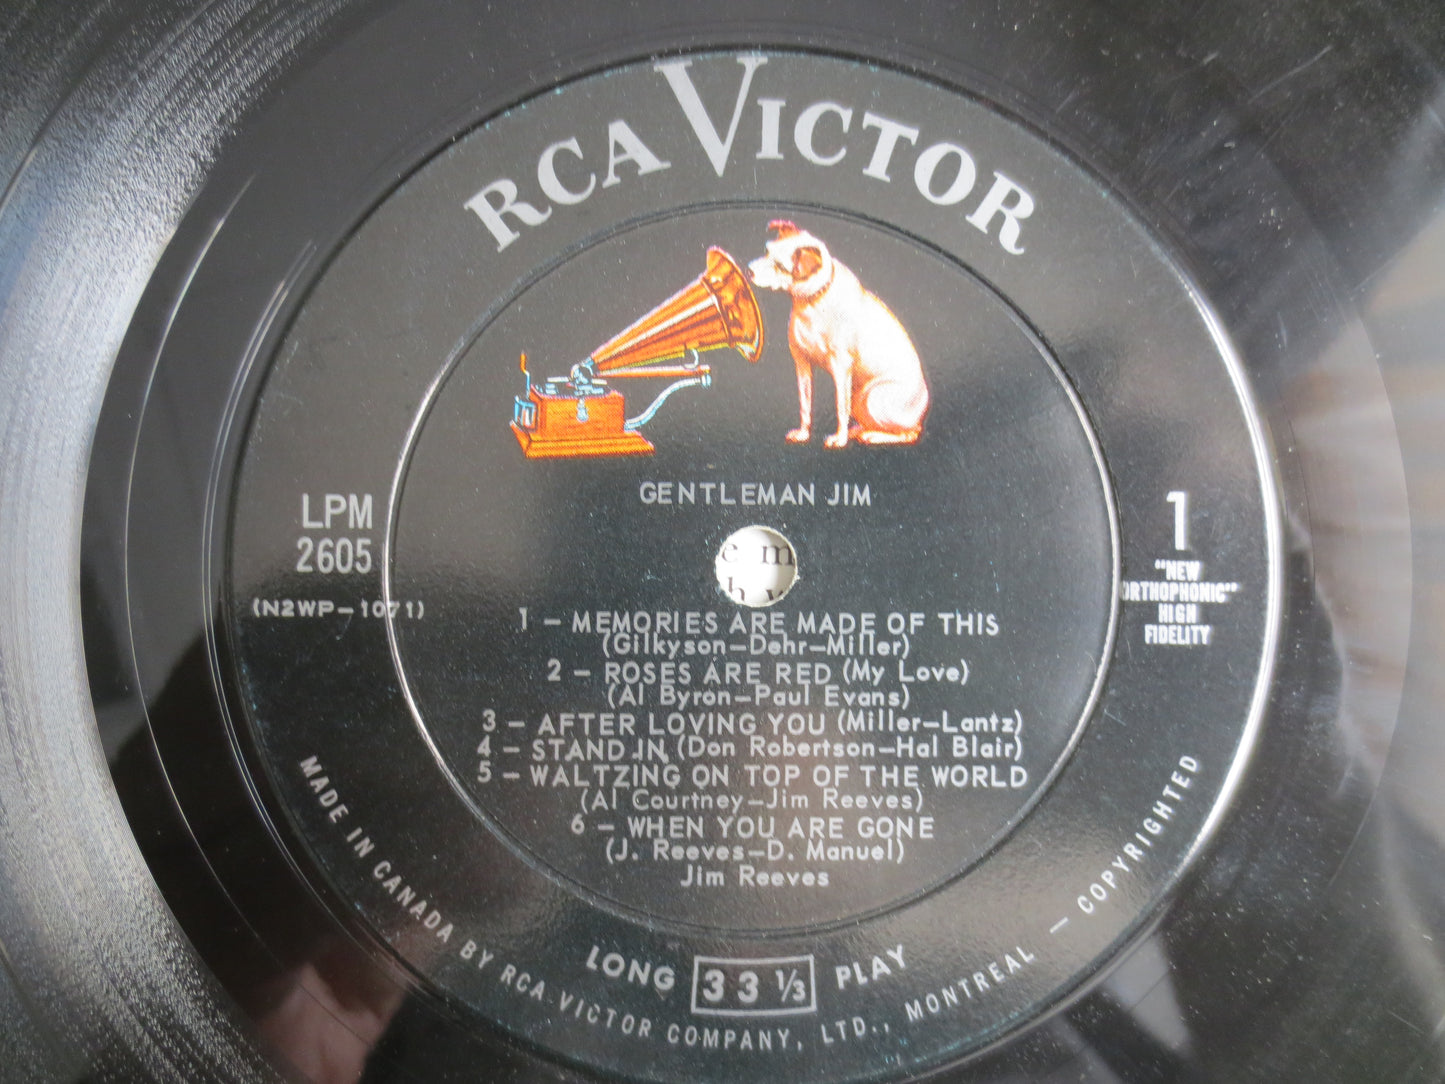 RCA VICTOR
GENTLEMAN JIM
LPM
2605
(N2WP-1071)
1
"NEW
ORTHOPHONIC"
HIGH
FIDELITY
e m
1 – MEMORIES ARE MADE OF THIS
(Gilkyson–Dehr–Miller)
2 – ROSES ARE RED (My Love)
(Al Byron–Paul Evans)
3 – AFTER LOVING YOU (Miller–Lantz)
4 – STAND IN (Don Robertson–Hal Blair)
5 – WALTZING ON TOP OF THE WORLD
(Al Courtney–Jim Reeves)
6 – WHEN YOU ARE GONE
(J. Reeves–D. Manuel)
Jim Reeves
LONG 33 1/3 PLAY
MADE IN CANADA BY RCA VICTOR COMPANY, LTD., MONTREAL — COPYRIGHTED